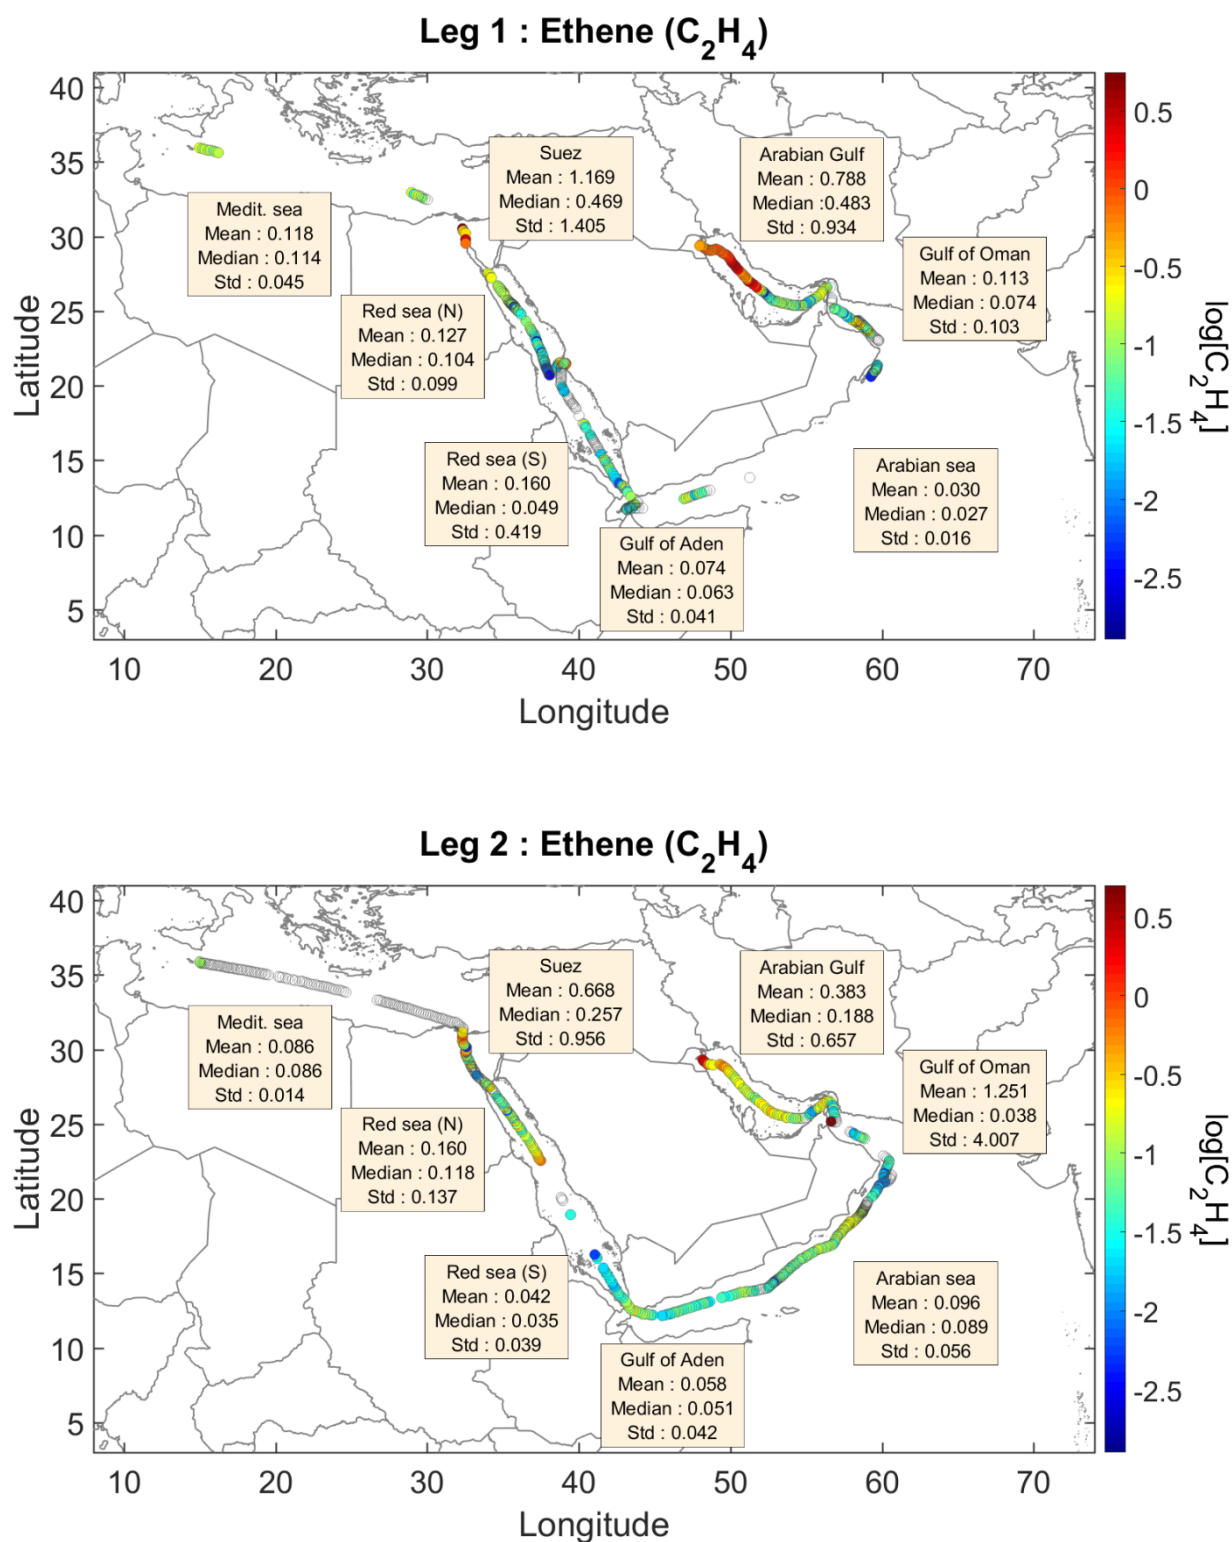 Leg 1 : Ethene (C2H4)
40
35
30
25
20
15
10
5
Latitude
10 20 30 40 50 60 70
Longitude
Medit. sea
Mean : 0.118
Median : 0.114
Std : 0.045
Suez
Mean : 1.169
Median : 0.469
Std : 1.405
Arabian Gulf
Mean : 0.788
Median :0.483
Std : 0.934
Gulf of Oman
Mean : 0.113
Median : 0.074
Std : 0.103
Red sea (N)
Mean : 0.127
Median : 0.104
Std : 0.099
Red sea (S)
Mean : 0.160
Median : 0.049
Std : 0.419
Arabian sea
Mean : 0.030
Median : 0.027
Std : 0.016
Gulf of Aden
Mean : 0.074
Median : 0.063
Std : 0.041
0.5
0
-0.5
-1
-1.5
-2
-2.5
log[C2H4]
Leg 2 : Ethene (C2H4)
40
35
30
25
20
15
10
5
Latitude
10 20 30 40 50 60 70
Longitude
Medit. sea
Mean : 0.086
Median : 0.086
Std : 0.014
Suez
Mean : 0.668
Median : 0.257
Std : 0.956
Arabian Gulf
Mean : 0.383
Median : 0.188
Std : 0.657
Gulf of Oman
Mean : 1.251
Median : 0.038
Std : 4.007
Red sea (N)
Mean : 0.160
Median : 0.118
Std : 0.137
Red sea (S)
Mean : 0.042
Median : 0.035
Std : 0.039
Arabian sea
Mean : 0.096
Median : 0.089
Std : 0.056
Gulf of Aden
Mean : 0.058
Median : 0.051
Std : 0.042
0.5
0
-0.5
-1
-1.5
-2
-2.5
log[C2H4]